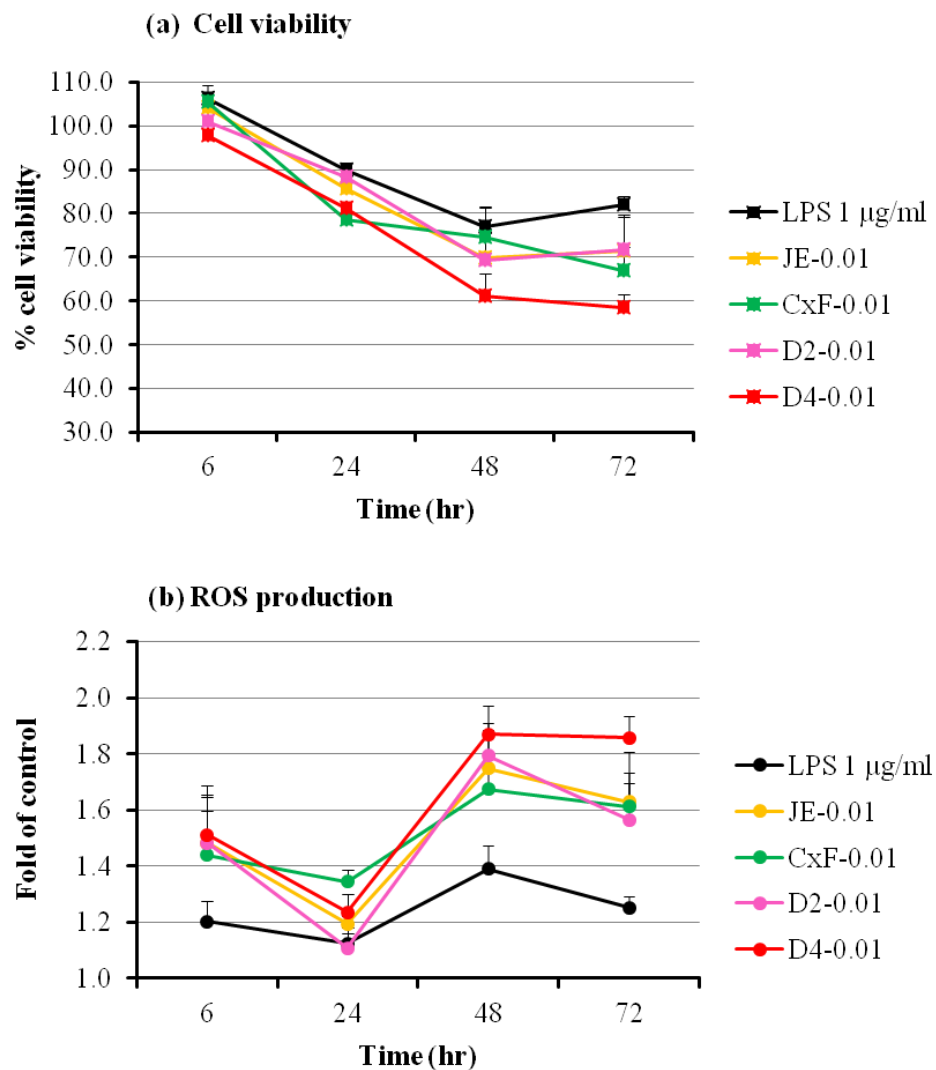 (a) Cell viability
110.0
100.0
90.0
80.0
70.0
60.0
50.0
40.0
30.0
% cell viability
6 24 48 72
Time (hr)
LPS 1 μg/ml
JE-0.01
CxF-0.01
D2-0.01
D4-0.01
(b) ROS production
2.2
2.0
1.8
1.6
1.4
1.2
1.0
Fold of control
6 24 48 72
Time (hr)
LPS 1 μg/ml
JE-0.01
CxF-0.01
D2-0.01
D4-0.01